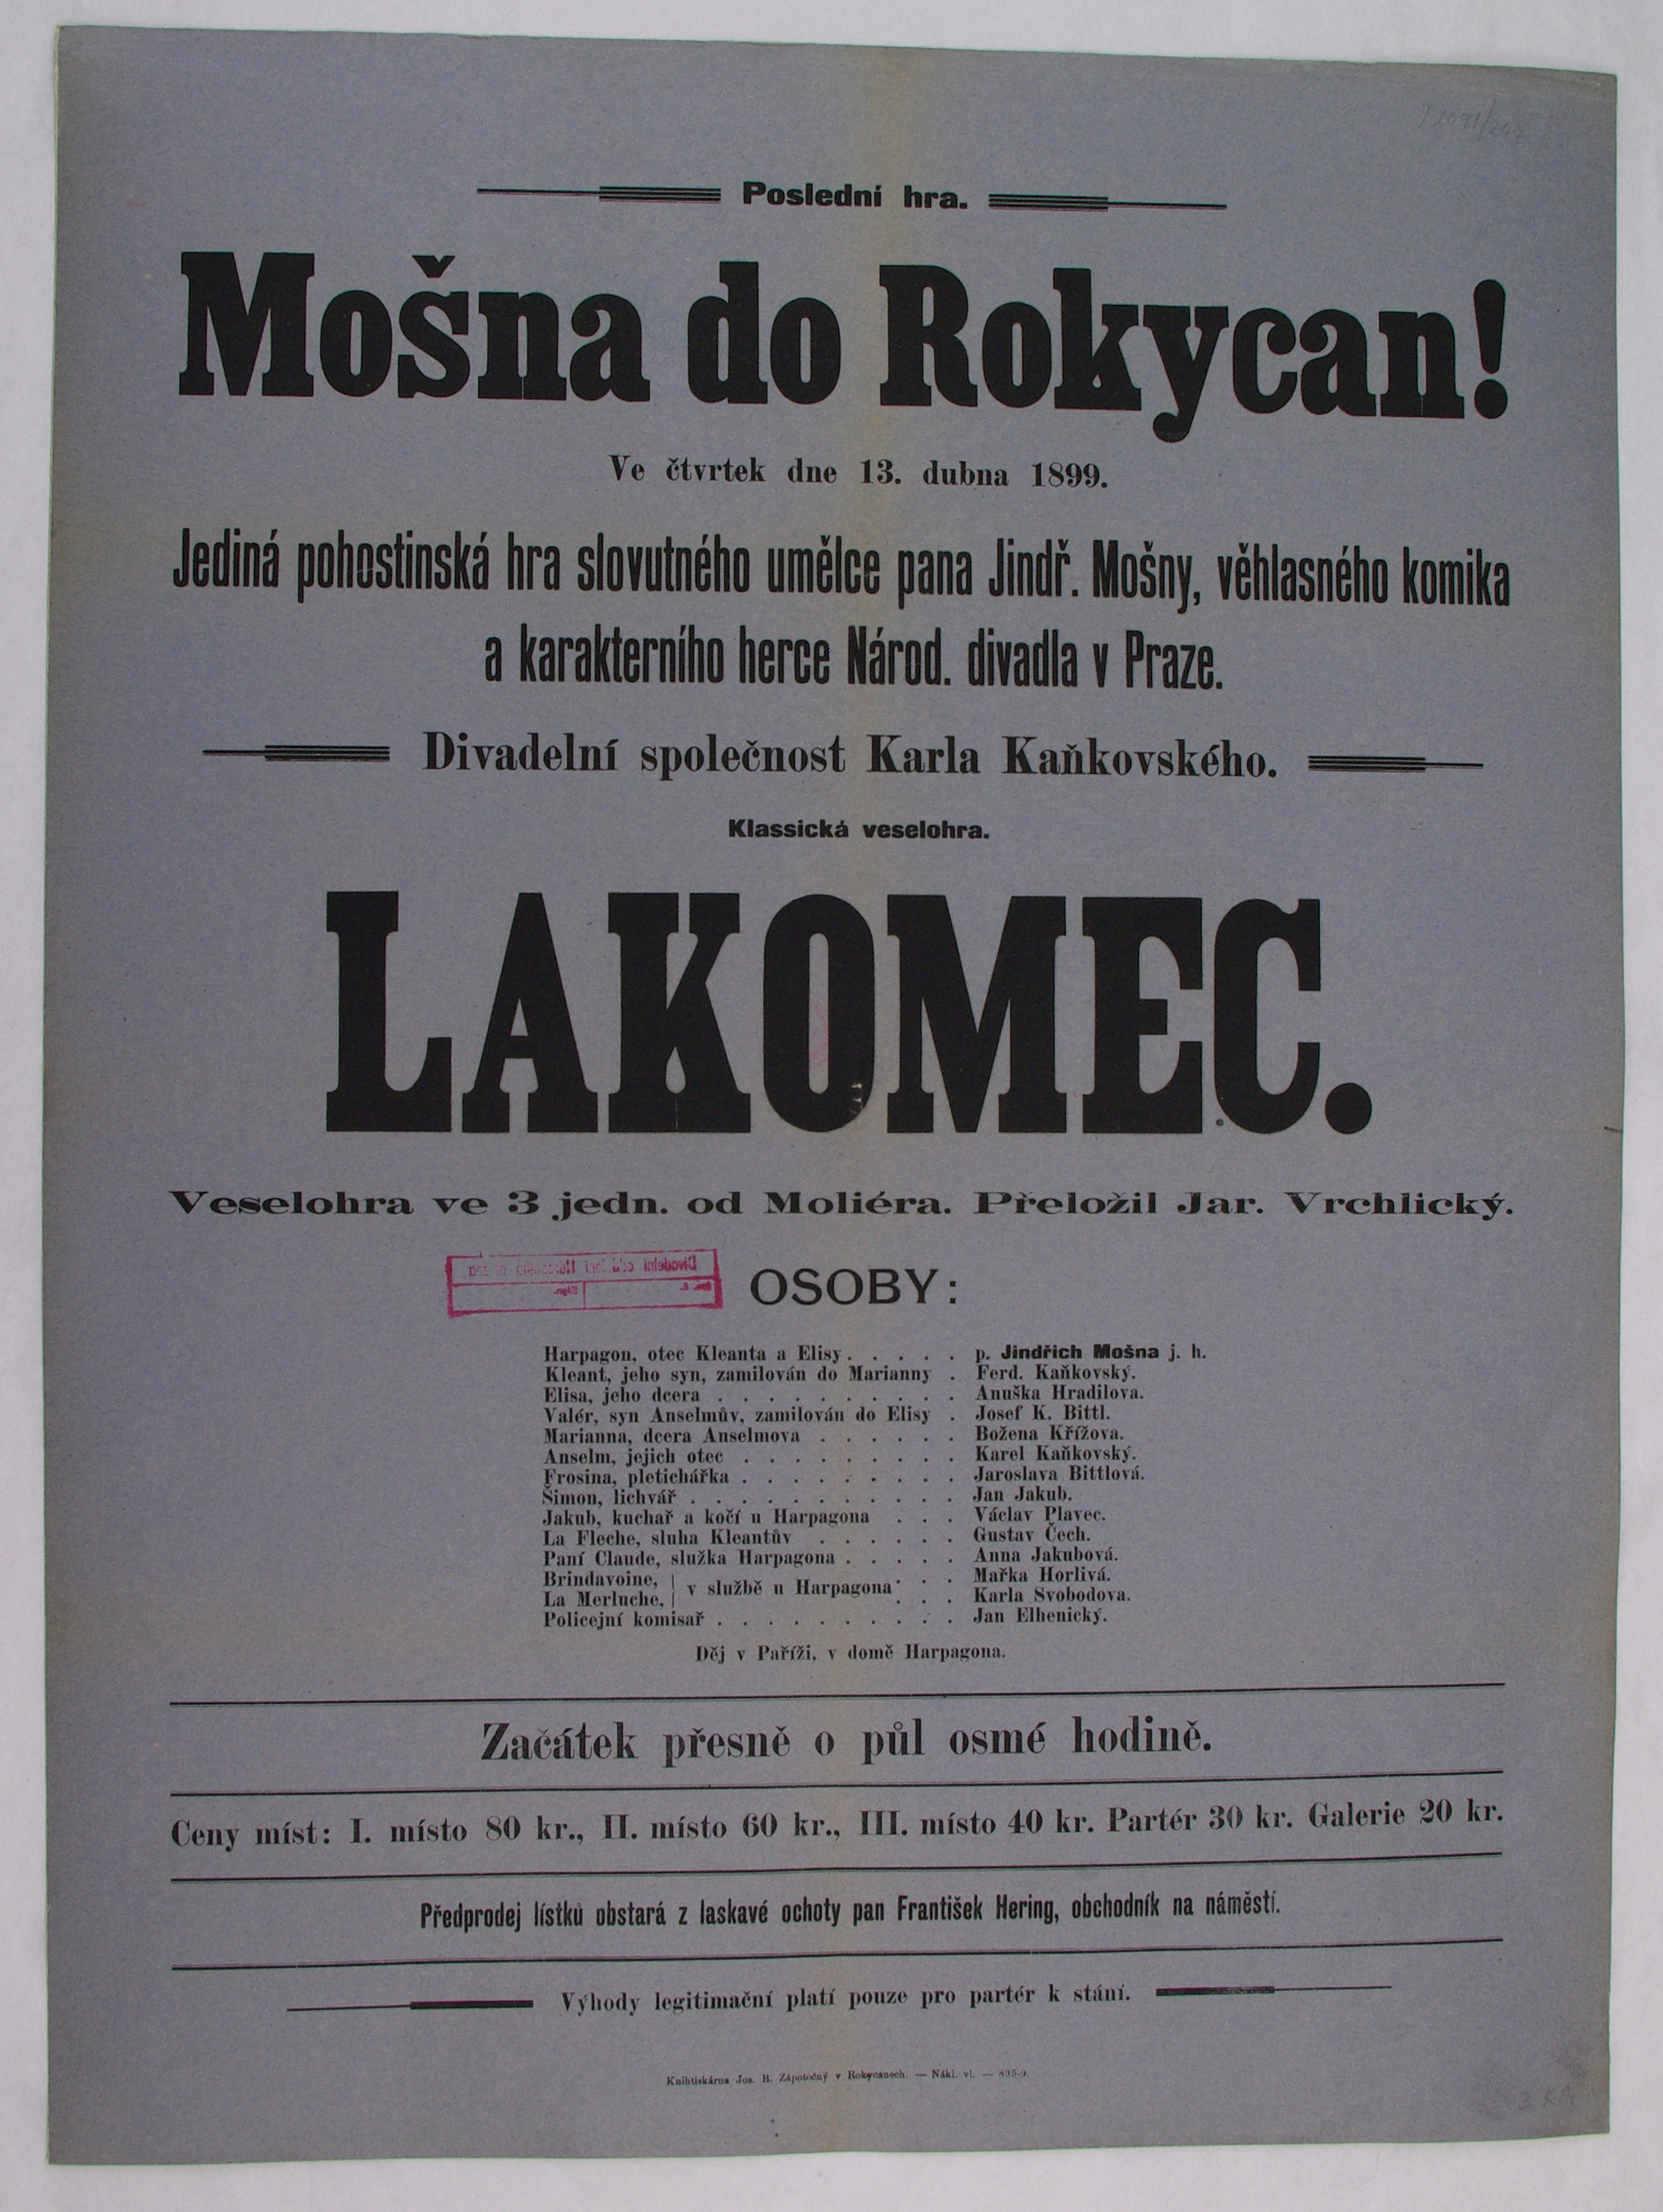 Poslední hra.
Mošna do Rokycan!
Ve čtvrtek dne 13. dubna 1899.
Jediná pohostinská hra slovutného umělce pana Jindř. Mošny, věhlasného komika
a karakterního herce Národ. divadla v Praze.
Divadelní společnost Karla Kaňkovského.
Klassická veselohra.
LAKOMEC.
Veselohra ve 3 jedn. od Moliéra. Přeložil Jar. Vrchlický.
OSOBY:
Harpagon, otec Kleanta a Elisy . . . . . p. Jindřich Mošna j. h.
Kleant, jeho syn, zamilován do Marianny . Ferd. Kaňkovský.
Elisa, jeho dcera . . . . . . . . . . Anuška Hradilova.
Valér, syn Anselmův, zamilován do Elisy . Josef K. Bittl.
Marianna, dcera Anselmova . . . . . . Božena Křížova.
Anselm, jejich otec . . . . . . . . . Karel Kaňkovský.
Frosina, pletichářka . . . . . . . . . Jaroslava Bittlová.
Šimon, lichvář . . . . . . . . . . . Jan Jakub.
Jakub, kuchař a kočí u Harpagona . . . Václav Plavec.
La Fleche, sluha Kleantův . . . . . . Gustav Čech.
Paní Claude, služka Harpagona . . . . . Anna Jakubová.
Brindavoine, | v službě u Harpagona . . . Mařka Horlivá.
La Merluche, | . . . Karla Svobodova.
Policejní komisař . . . . . . . . . . Jan Elhenický.
Děj v Paříži, v domě Harpagona.
Začátek přesně o půl osmé hodině.
Ceny míst: I. místo 80 kr., II. místo 60 kr., III. místo 40 kr. Partér 30 kr. Galerie 20 kr.
Předprodej lístků obstará z laskavé ochoty pan František Hering, obchodník na náměstí.
Výhody legitimační platí pouze pro partér k stání.
Knihtiskárna Jos. B. Zápotočný v Rokycanech. — Nákl. vl. — 895-9.